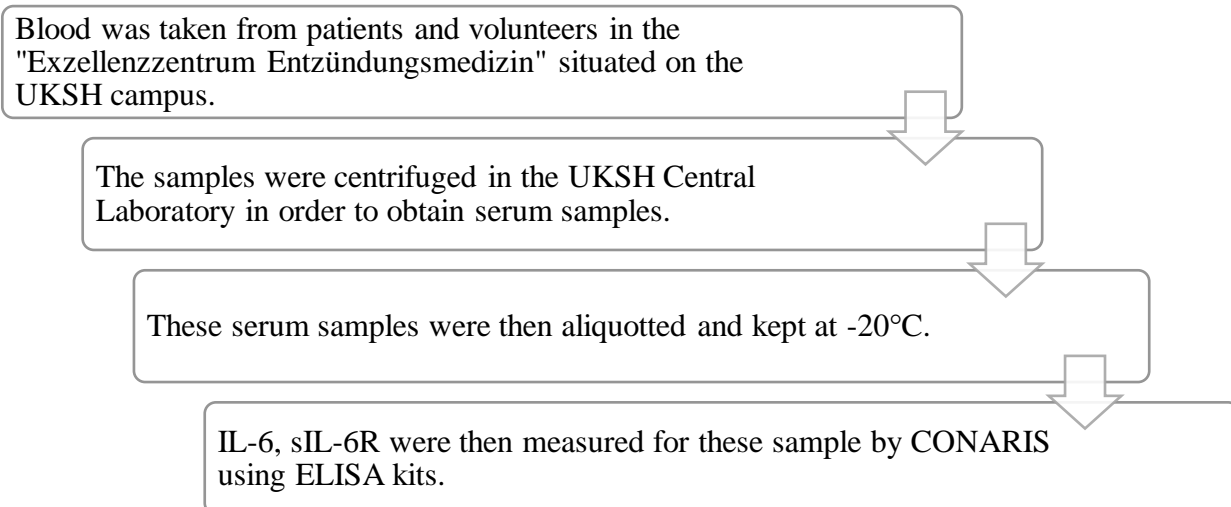 Blood was taken from patients and volunteers in the
"Exzellenzzentrum Entzündungsmedizin" situated on the
UKSH campus.
The samples were centrifuged in the UKSH Central
Laboratory in order to obtain serum samples.
These serum samples were then aliquotted and kept at -20°C.
IL-6, sIL-6R were then measured for these sample by CONARIS
using ELISA kits.